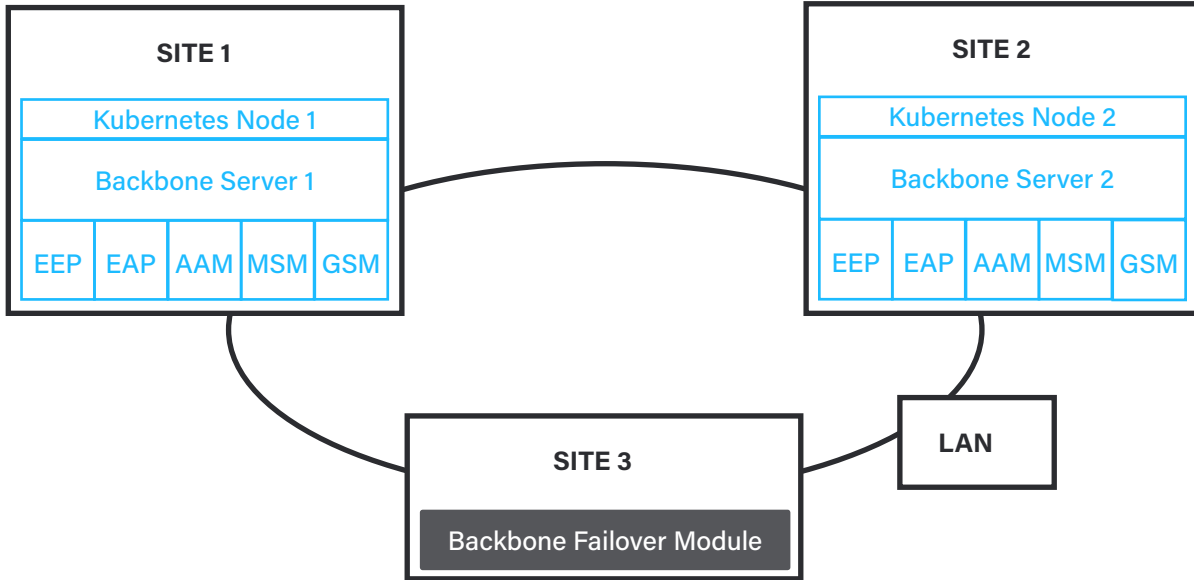 SITE 1
Kubernetes Node 1
Backbone Server 1
EEP EAP AAM MSM GSM
SITE 2
Kubernetes Node 2
Backbone Server 2
EEP EAP AAM MSM GSM
SITE 3
Backbone Failover Module
LAN